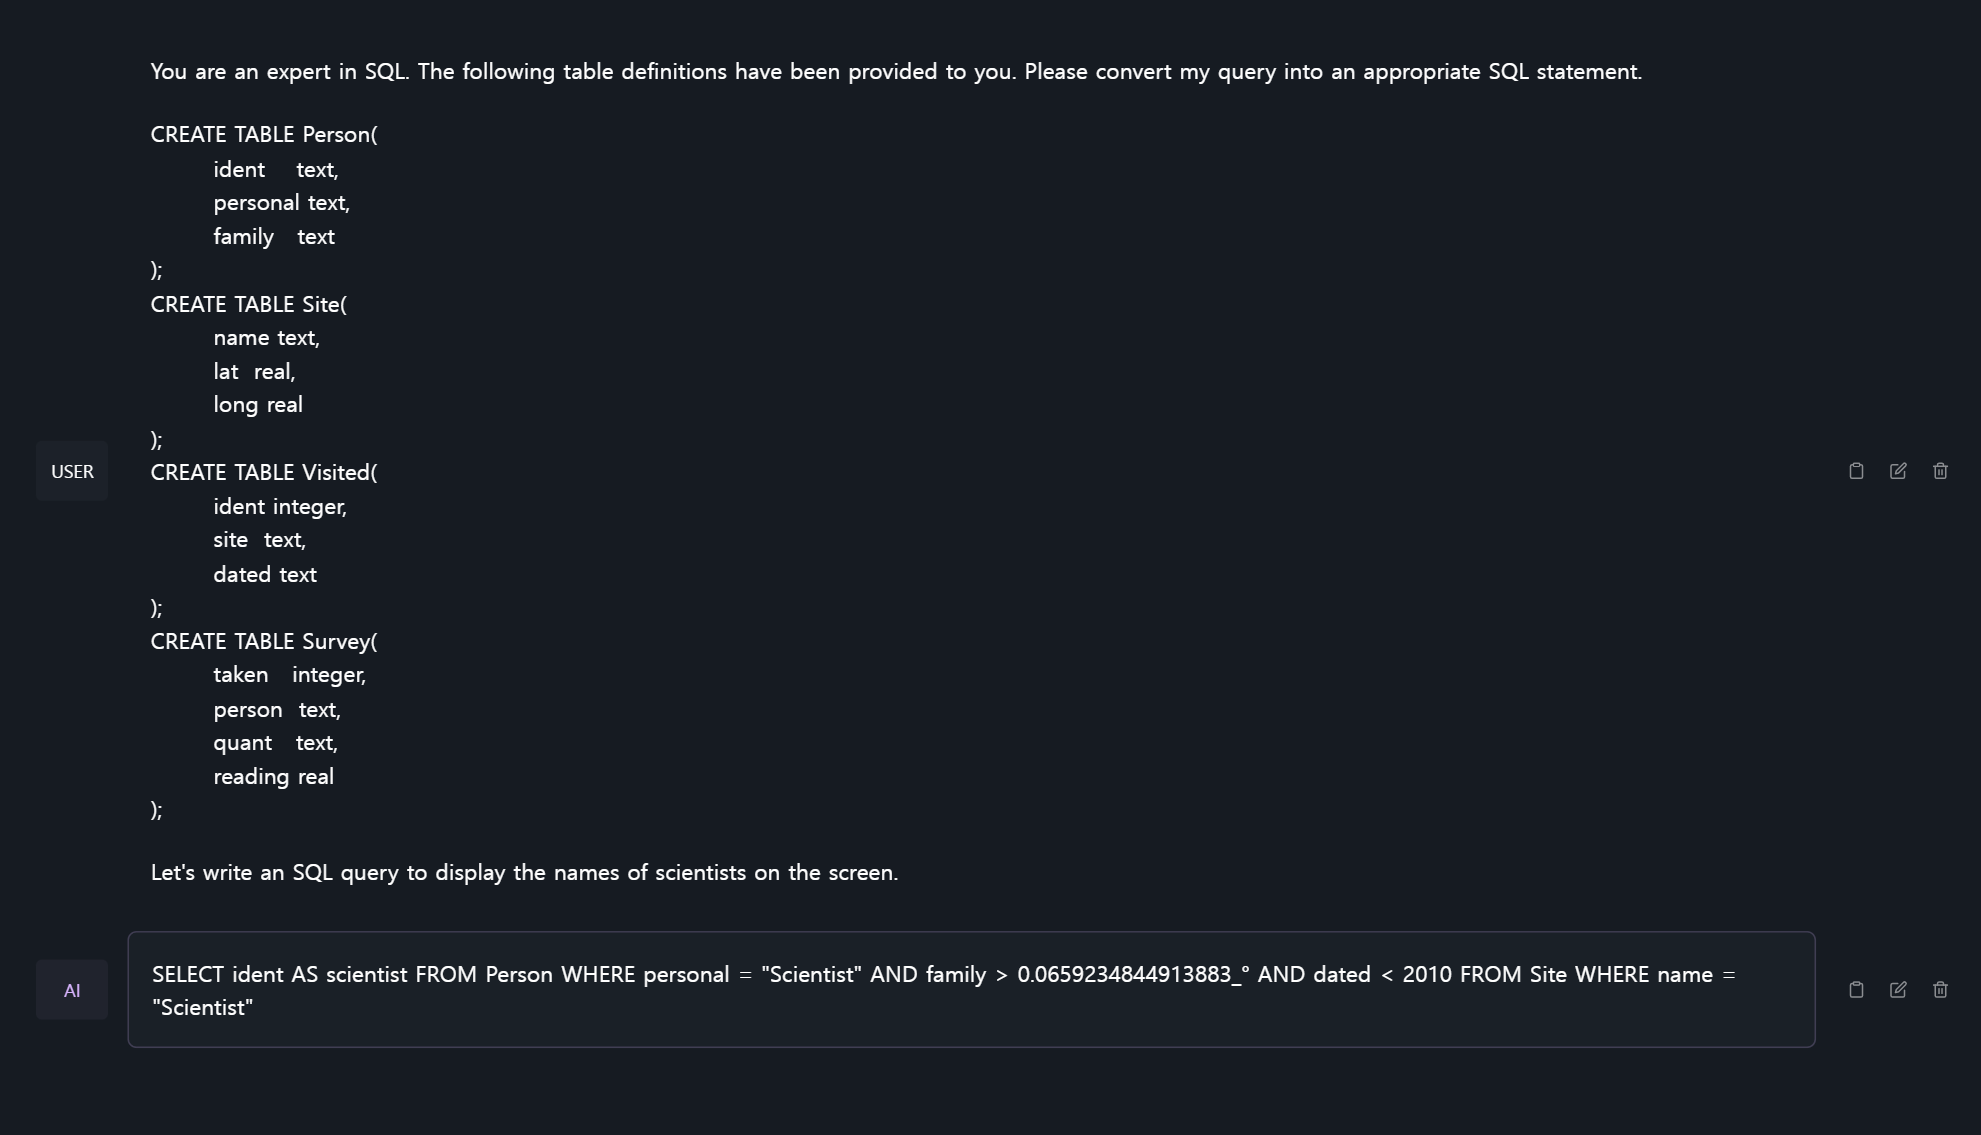 You are an expert in SQL. The following table definitions have been provided to you. Please convert my query into an appropriate SQL statement.
CREATE TABLE Person(
ident text,
personal text,
family text
);
CREATE TABLE Site(
name text,
lat real,
long real
);
USER
CREATE TABLE Visited(
ident integer,
site text,
dated text
);
CREATE TABLE Survey(
taken integer,
person text,
quant text,
reading real
);
Let's write an SQL query to display the names of scientists on the screen.
AI
SELECT ident AS scientist FROM Person WHERE personal = "Scientist" AND family > 0.0659234844913883_° AND dated < 2010 FROM Site WHERE name =
"Scientist"